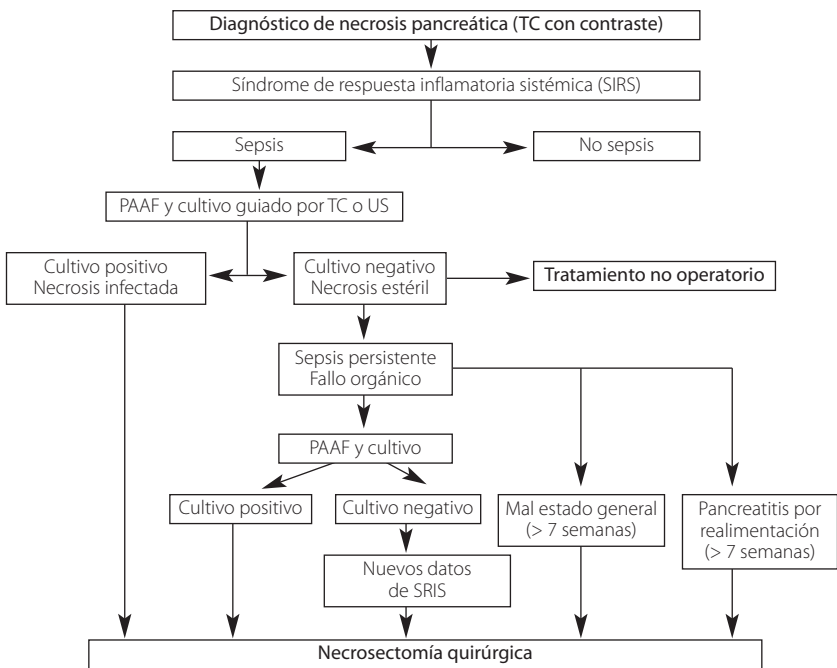 Diagnóstico de necrosis pancreática (TC con contraste)
Síndrome de respuesta inflamatoria sistémica (SIRS)
Sepsis
No sepsis
PAAF y cultivo guiado por TC o US
Cultivo positivo
Necrosis infectada
Cultivo negativo
Necrosis estéril
Tratamiento no operatorio
Sepsis persistente
Fallo orgánico
PAAF y cultivo
Cultivo positivo
Cultivo negativo
Mal estado general
(> 7 semanas)
Pancreatitis por
realimentación
(> 7 semanas)
Nuevos datos
de SRIS
Necrosectomía quirúrgica